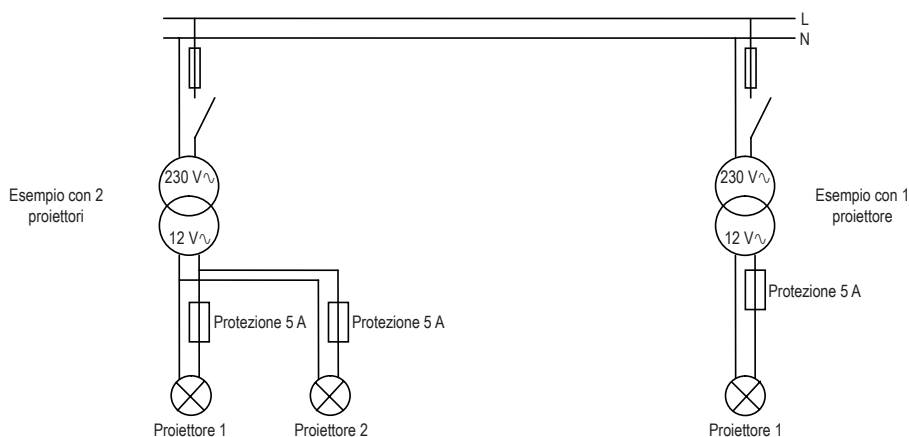 L
N
230 V∿
230 V∿
Esempio con 2
proiettori
Esempio con 1
proiettore
12 V∿
12 V∿
Protezione 5 A
Protezione 5 A
Protezione 5 A
Proiettore 1
Proiettore 2
Proiettore 1